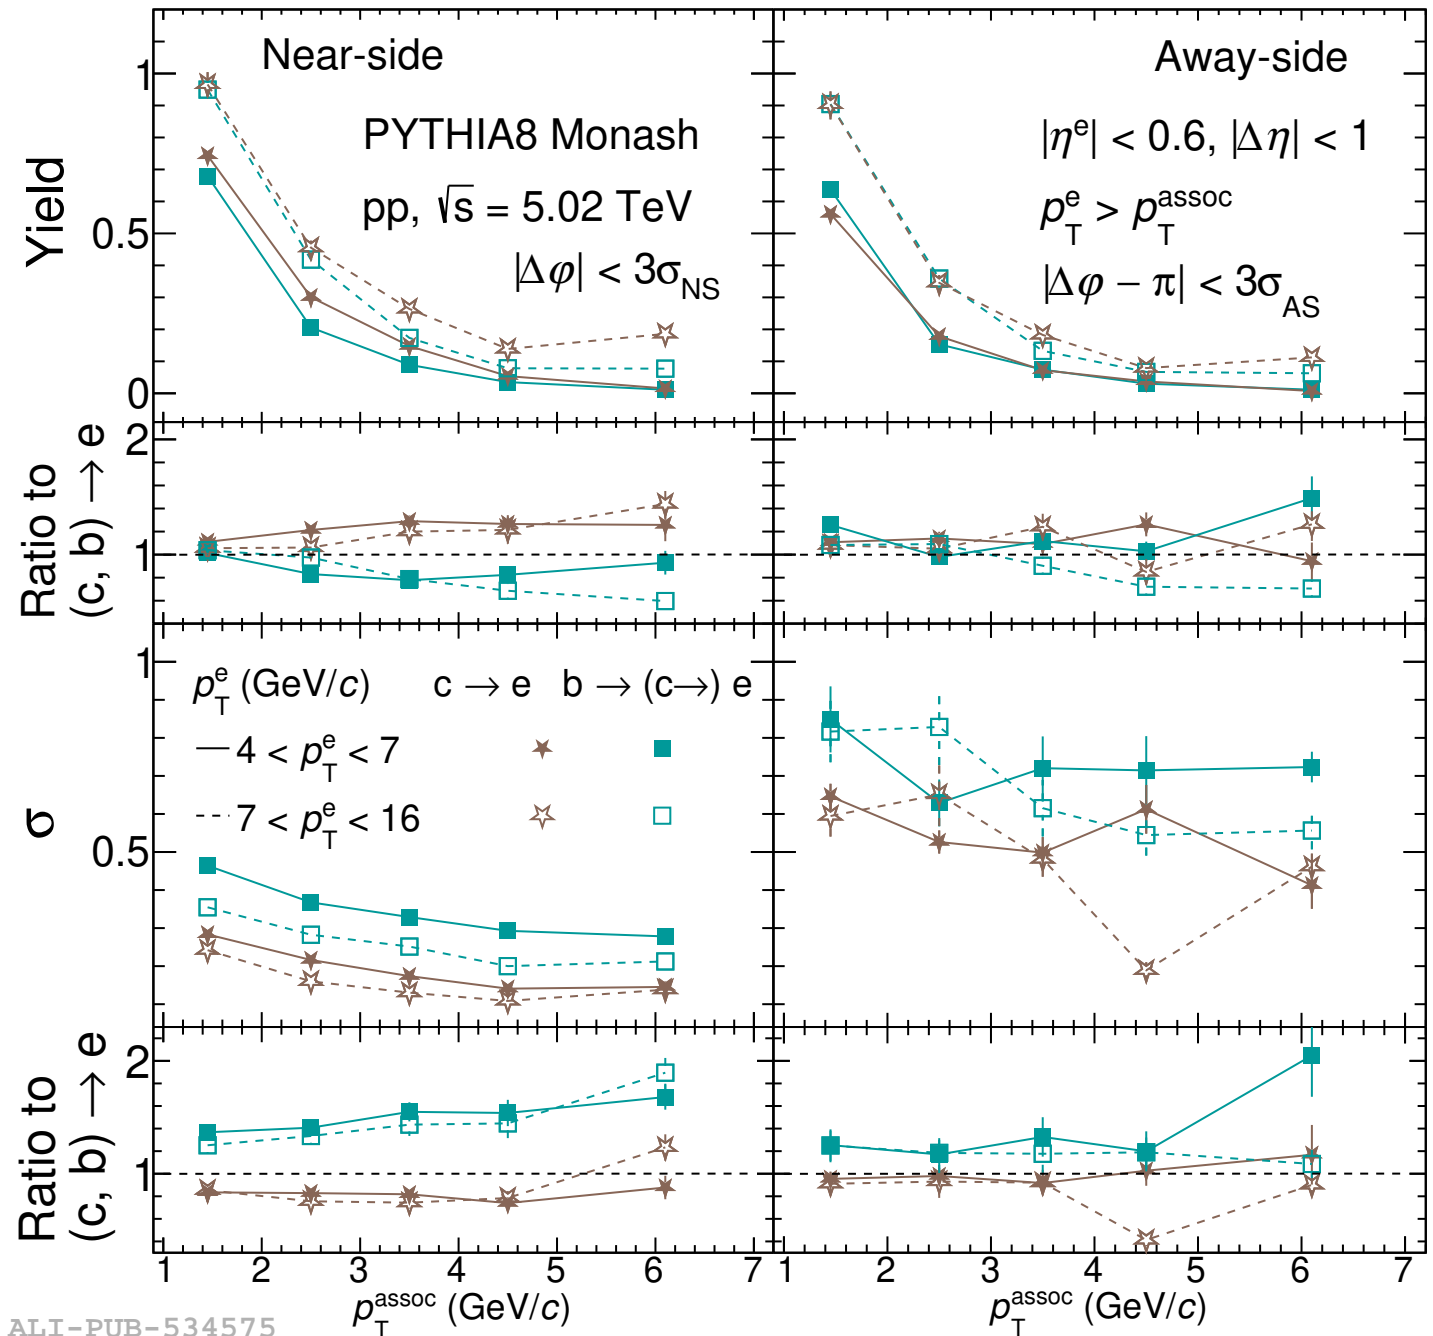 Near-side
PYTHIA8 Monash
pp, √s = 5.02 TeV
|Δφ| < 3σ_NS
Yield
1
0.5
0
Away-side
|η^e| < 0.6, |Δη| < 1
p_T^e > p_T^assoc
|Δφ − π| < 3σ_AS
Ratio to
(c, b) → e
2
1
σ
1
0.5
p_T^e (GeV/c) c → e b → (c→) e
4 < p_T^e < 7
7 < p_T^e < 16
Ratio to
(c, b) → e
2
1
1 2 3 4 5 6 7
1 2 3 4 5 6 7
p_T^assoc (GeV/c)
p_T^assoc (GeV/c)
ALI-PUB-534575